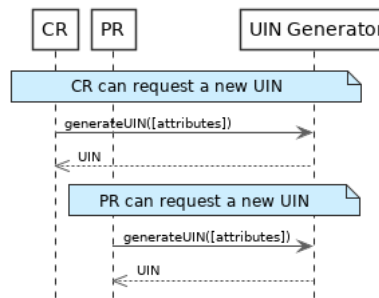 CR PR UIN Generator
CR can request a new UIN
generateUIN([attributes])
UIN
PR can request a new UIN
generateUIN([attributes])
UIN